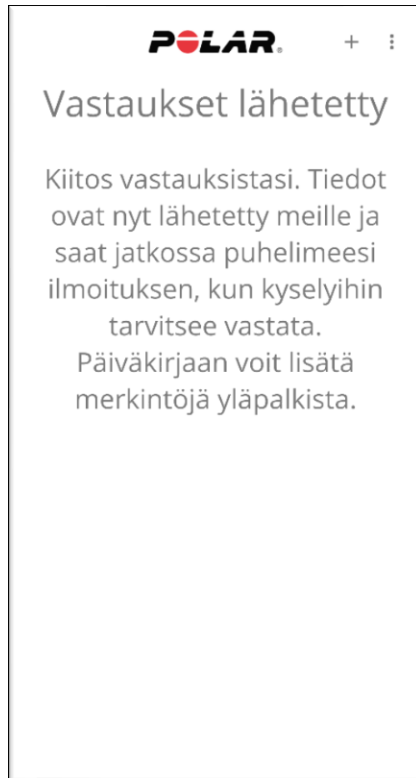 POLAR®
Vastaukset lähetetty
Kiitos vastauksistasi. Tiedot
ovat nyt lähetetty meille ja
saat jatkossa puhelimeesi
ilmoituksen, kun kyselyihin
tarvitsee vastata.
Päiväkirjaan voit lisätä
merkintöjä yläpalkista.